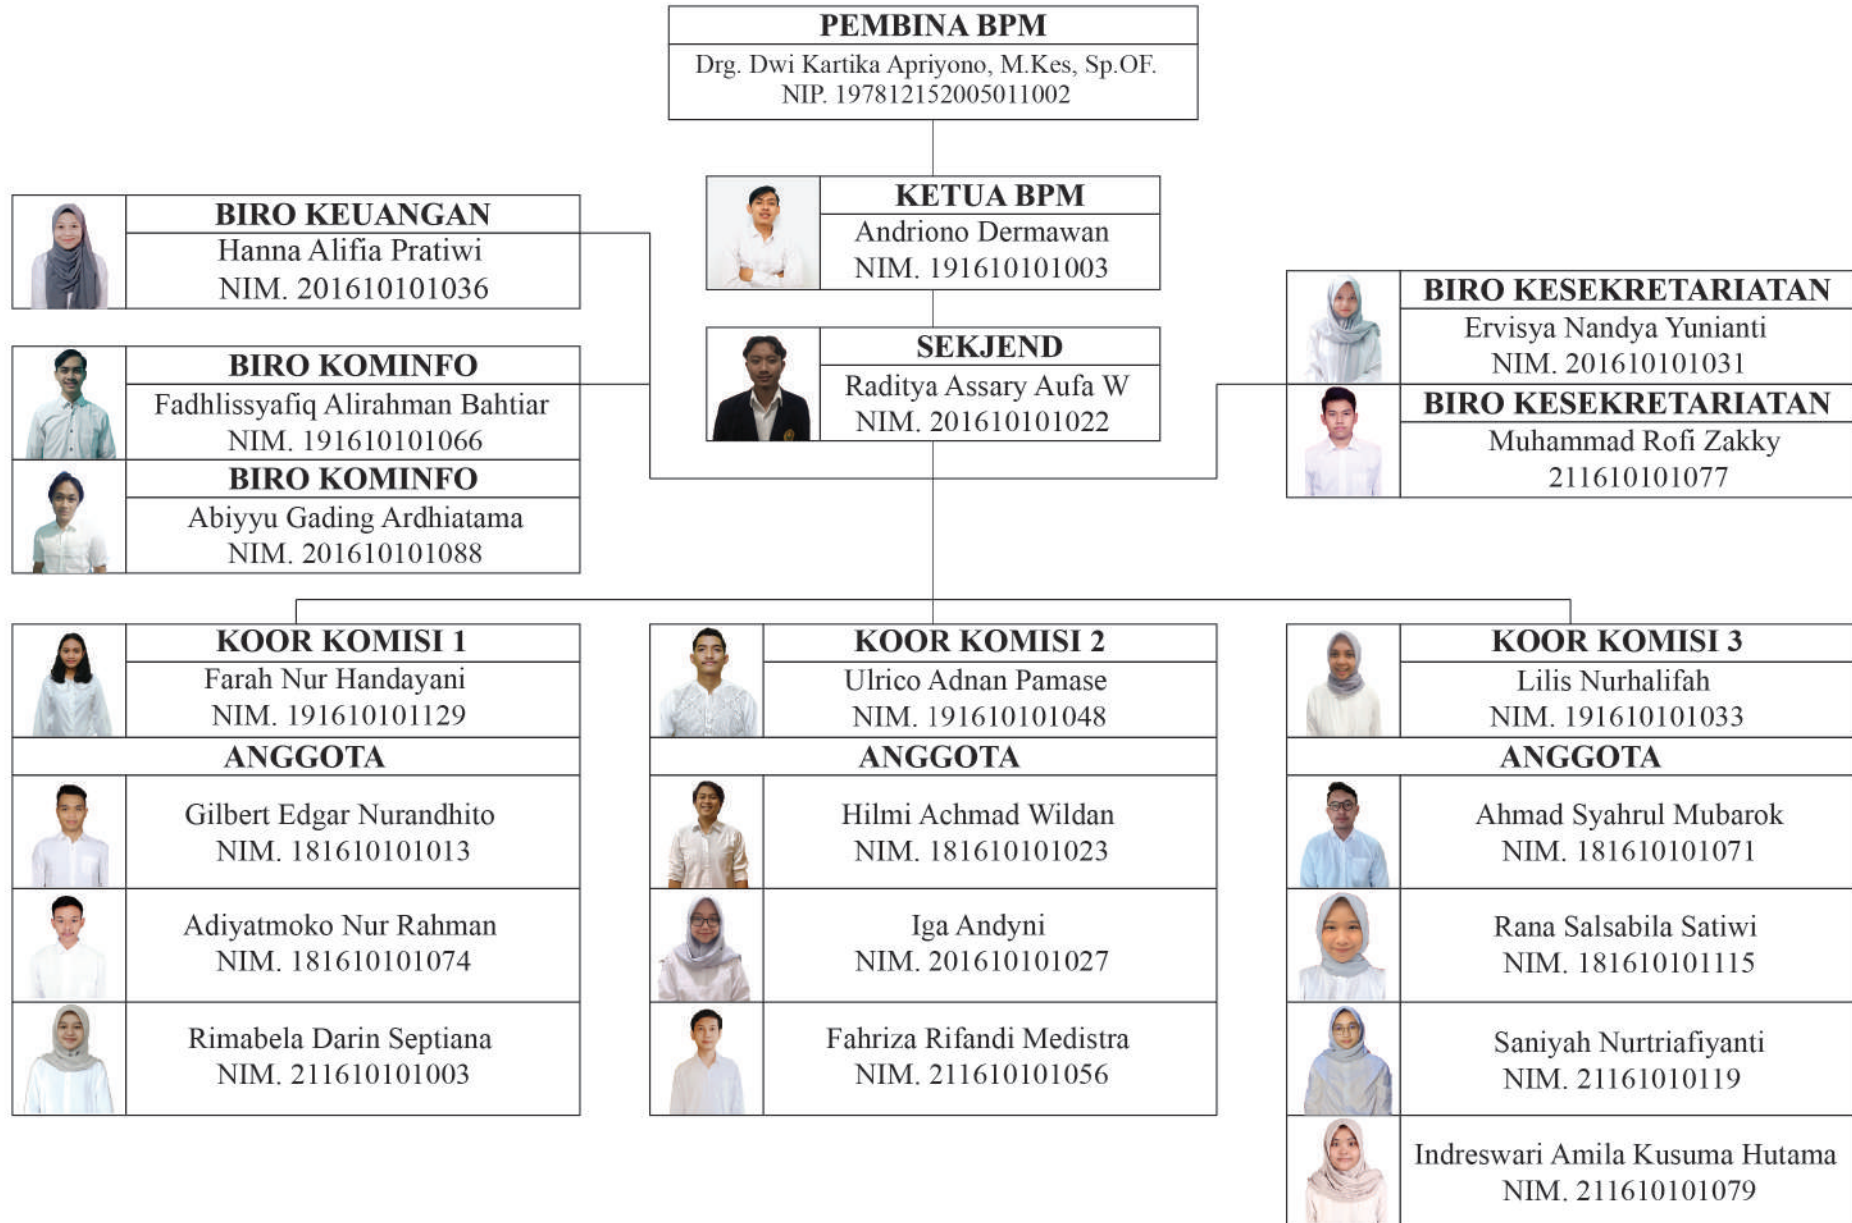 PEMBINA BPM
Drg. Dwi Kartika Apriyono, M.Kes, Sp.OF.
NIP. 197812152005011002
KETUA BPM
Andriono Dermawan
NIM. 191610101003
BIRO KEUANGAN
Hanna Alifia Pratiwi
NIM. 201610101036
SEKJEND
Raditya Assary Aufa W
NIM. 201610101022
BIRO KOMINFO
Fadhlissyafiq Alirahman Bahtiar
NIM. 191610101066
BIRO KOMINFO
Abiyyu Gading Ardhiatama
NIM. 201610101088
BIRO KESEKRETARIATAN
Ervisya Nandya Yunianti
NIM. 201610101031
BIRO KESEKRETARIATAN
Muhammad Rofi Zakky
211610101077
KOOR KOMISI 1
Farah Nur Handayani
NIM. 191610101129
ANGGOTA
Gilbert Edgar Nurandhito
NIM. 181610101013
Adiyatmoko Nur Rahman
NIM. 181610101074
Rimabela Darin Septiana
NIM. 211610101003
KOOR KOMISI 2
Ulrico Adnan Pamase
NIM. 191610101048
ANGGOTA
Hilmi Achmad Wildan
NIM. 181610101023
Iga Andyni
NIM. 201610101027
Fahriza Rifandi Medistra
NIM. 211610101056
KOOR KOMISI 3
Lilis Nurhalifah
NIM. 191610101033
ANGGOTA
Ahmad Syahrul Mubarok
NIM. 181610101071
Rana Salsabila Satiwi
NIM. 181610101115
Saniyah Nurtriafiyanti
NIM. 21161010119
Indreswari Amila Kusuma Hutama
NIM. 211610101079